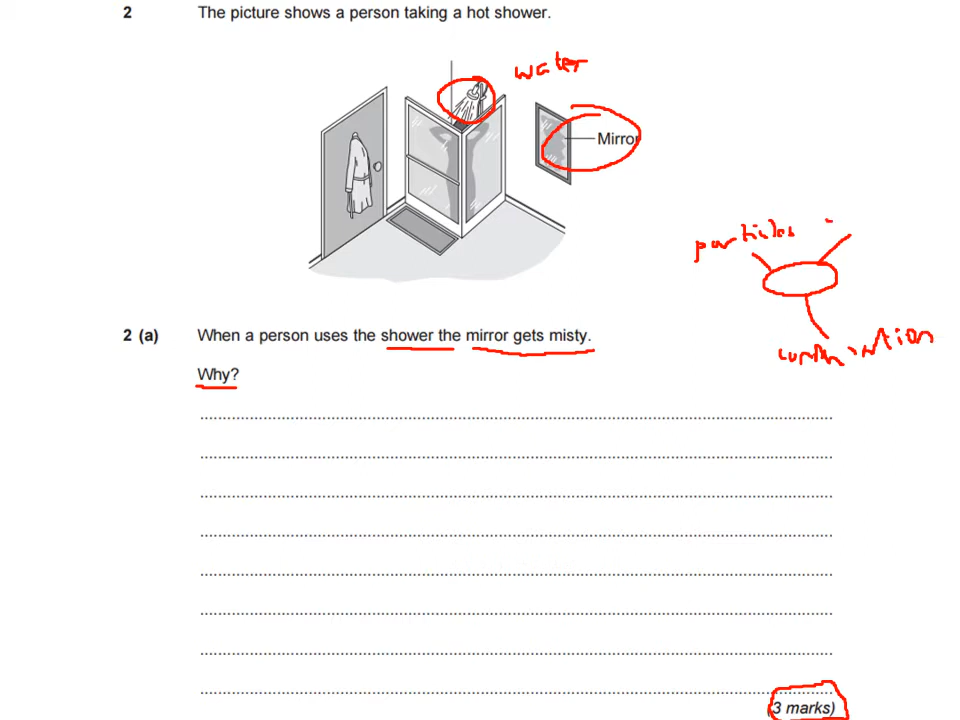 2 The picture shows a person taking a hot shower.
water
Mirror
particles
2 (a) When a person uses the shower the mirror gets misty.
Why?
(3 marks)